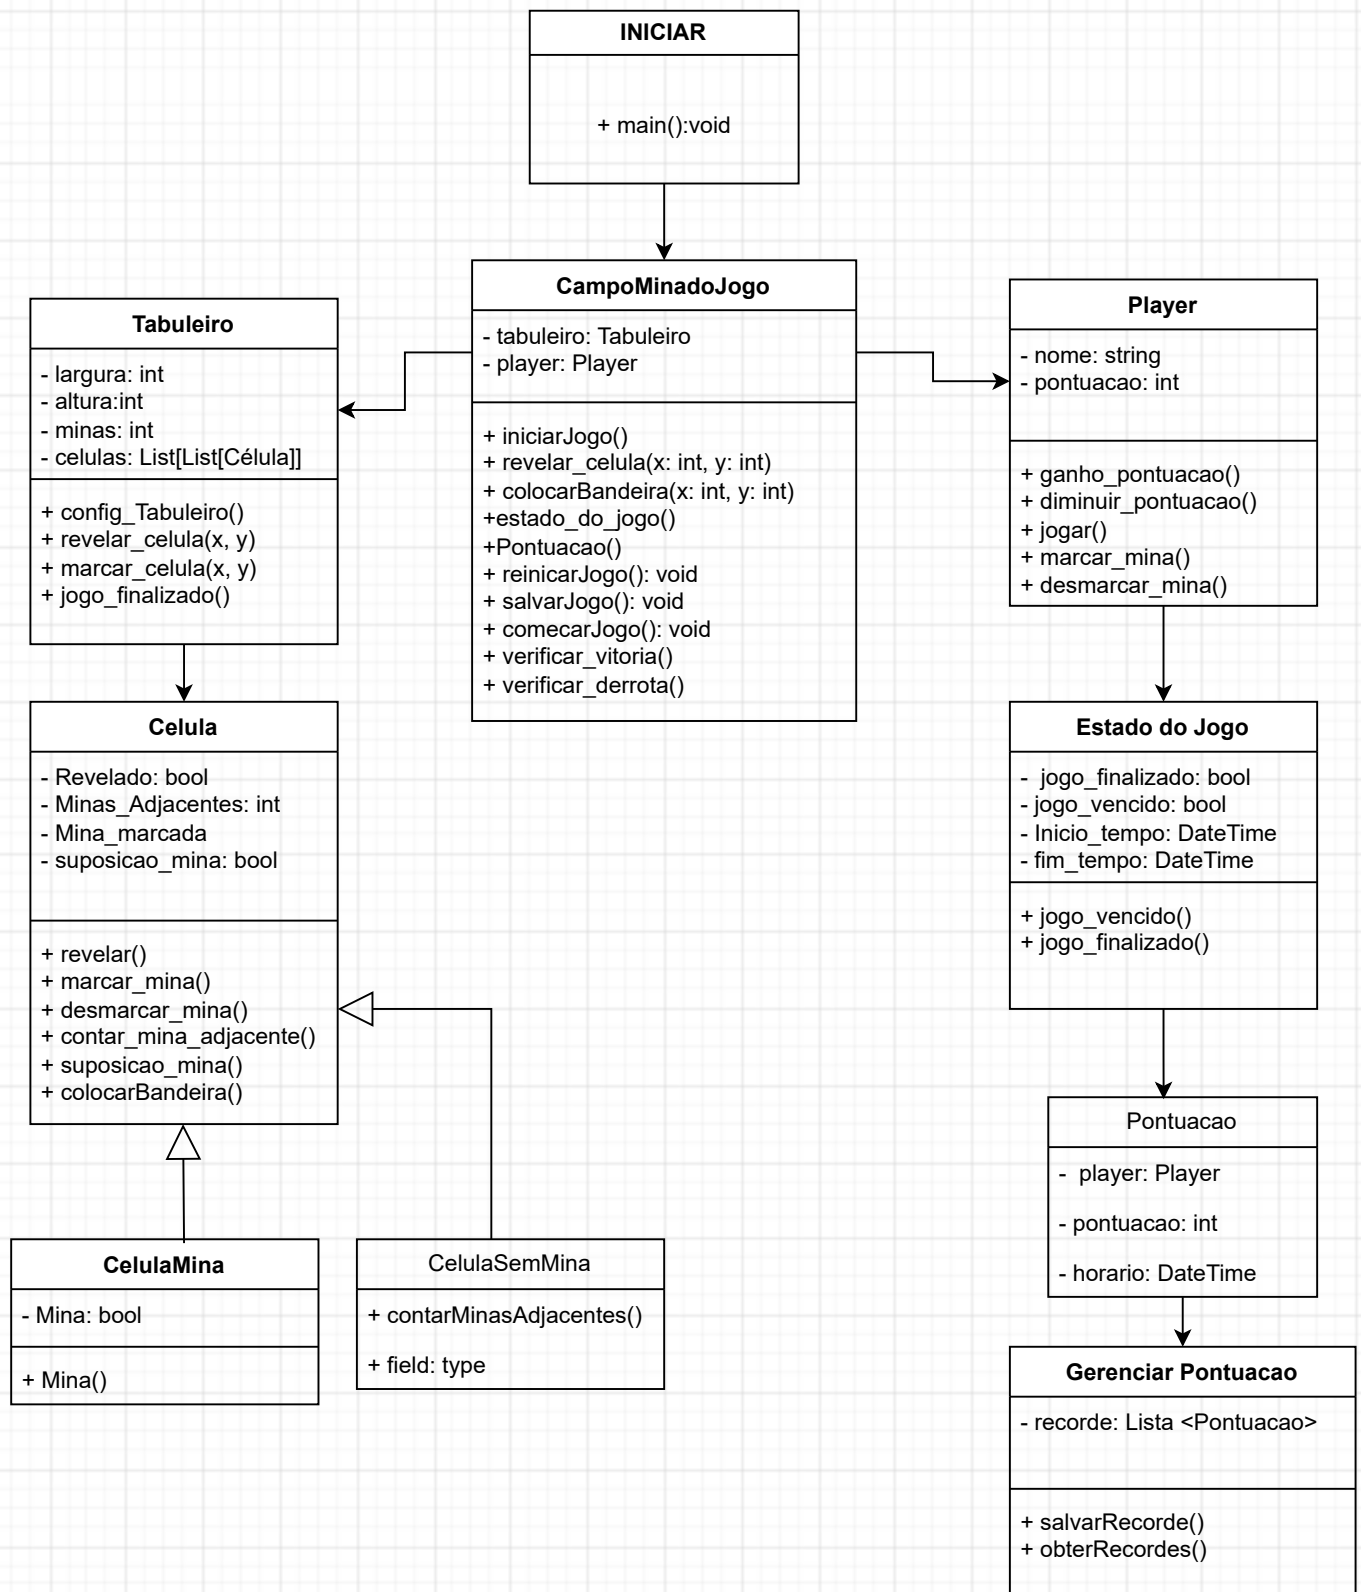 INICIAR
+ main():void
CampoMinadoJogo
- tabuleiro: Tabuleiro
- player: Player
+ iniciarJogo()
+ revelar_celula(x: int, y: int)
+ colocarBandeira(x: int, y: int)
+estado_do_jogo()
+Pontuacao()
+ reinicarJogo(): void
+ salvarJogo(): void
+ comecarJogo(): void
+ verificar_vitoria()
+ verificar_derrota()
Tabuleiro
- largura: int
- altura:int
- minas: int
- celulas: List[List[Célula]]
+ config_Tabuleiro()
+ revelar_celula(x, y)
+ marcar_celula(x, y)
+ jogo_finalizado()
Player
- nome: string
- pontuacao: int
+ ganho_pontuacao()
+ diminuir_pontuacao()
+ jogar()
+ marcar_mina()
+ desmarcar_mina()
Celula
- Revelado: bool
- Minas_Adjacentes: int
- Mina_marcada
- suposicao_mina: bool
+ revelar()
+ marcar_mina()
+ desmarcar_mina()
+ contar_mina_adjacente()
+ suposicao_mina()
+ colocarBandeira()
Estado do Jogo
- jogo_finalizado: bool
- jogo_vencido: bool
- Inicio_tempo: DateTime
- fim_tempo: DateTime
+ jogo_vencido()
+ jogo_finalizado()
Pontuacao
- player: Player
- pontuacao: int
- horario: DateTime
CelulaMina
- Mina: bool
+ Mina()
CelulaSemMina
+ contarMinasAdjacentes()
+ field: type
Gerenciar Pontuacao
- recorde: Lista <Pontuacao>
+ salvarRecorde()
+ obterRecordes()